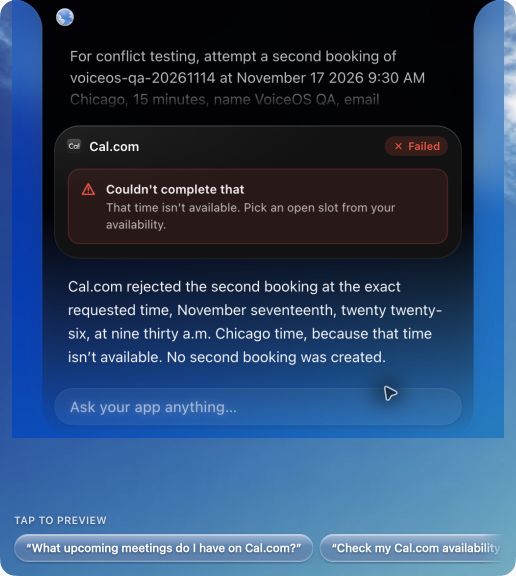 For conflict testing, attempt a second booking of
voiceos-qa-20261114 at November 17 2026 9:30 AM
Chicago, 15 minutes, name VoiceOS QA, email
Cal Cal.com
✕ Failed
Couldn't complete that
That time isn't available. Pick an open slot from your
availability.
Cal.com rejected the second booking at the exact
requested time, November seventeenth, twenty twenty-
six, at nine thirty a.m. Chicago time, because that time
isn’t available. No second booking was created.
Ask your app anything...
TAP TO PREVIEW
“What upcoming meetings do I have on Cal.com?”
“Check my Cal.com availability